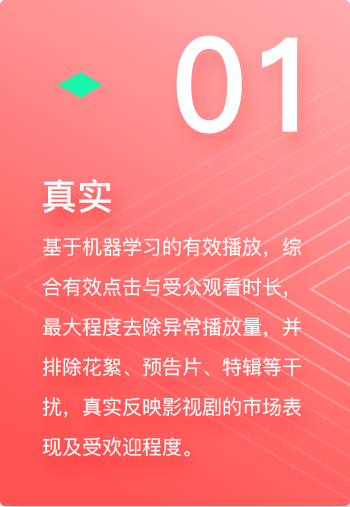 01
真实
基于机器学习的有效播放，综
合有效点击与受众观看时长，
最大程度去除异常播放量，并
排除花絮、预告片、特辑等干
扰，真实反映影视剧的市场表
现及受欢迎程度。